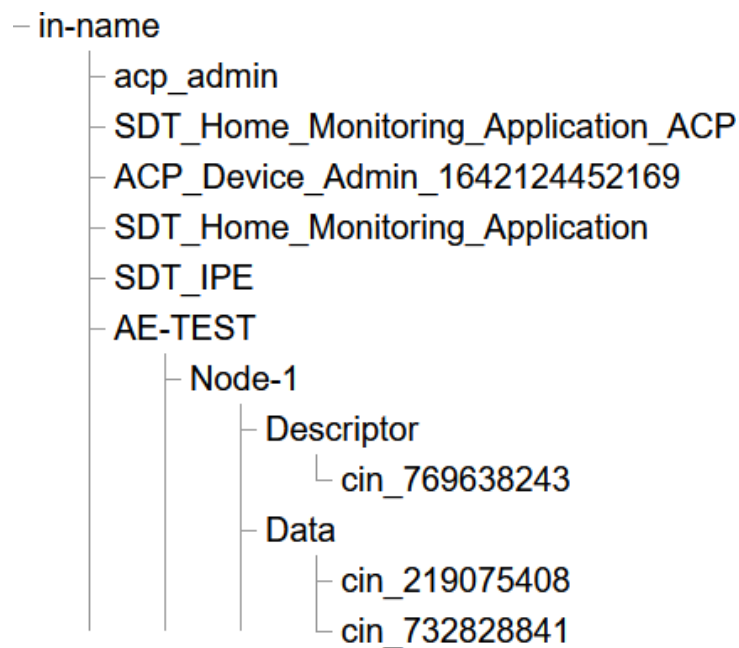 in-name
acp_admin
SDT_Home_Monitoring_Application_ACP
ACP_Device_Admin_1642124452169
SDT_Home_Monitoring_Application
SDT_IPE
AE-TEST
Node-1
Descriptor
cin_769638243
Data
cin_219075408
cin_732828841